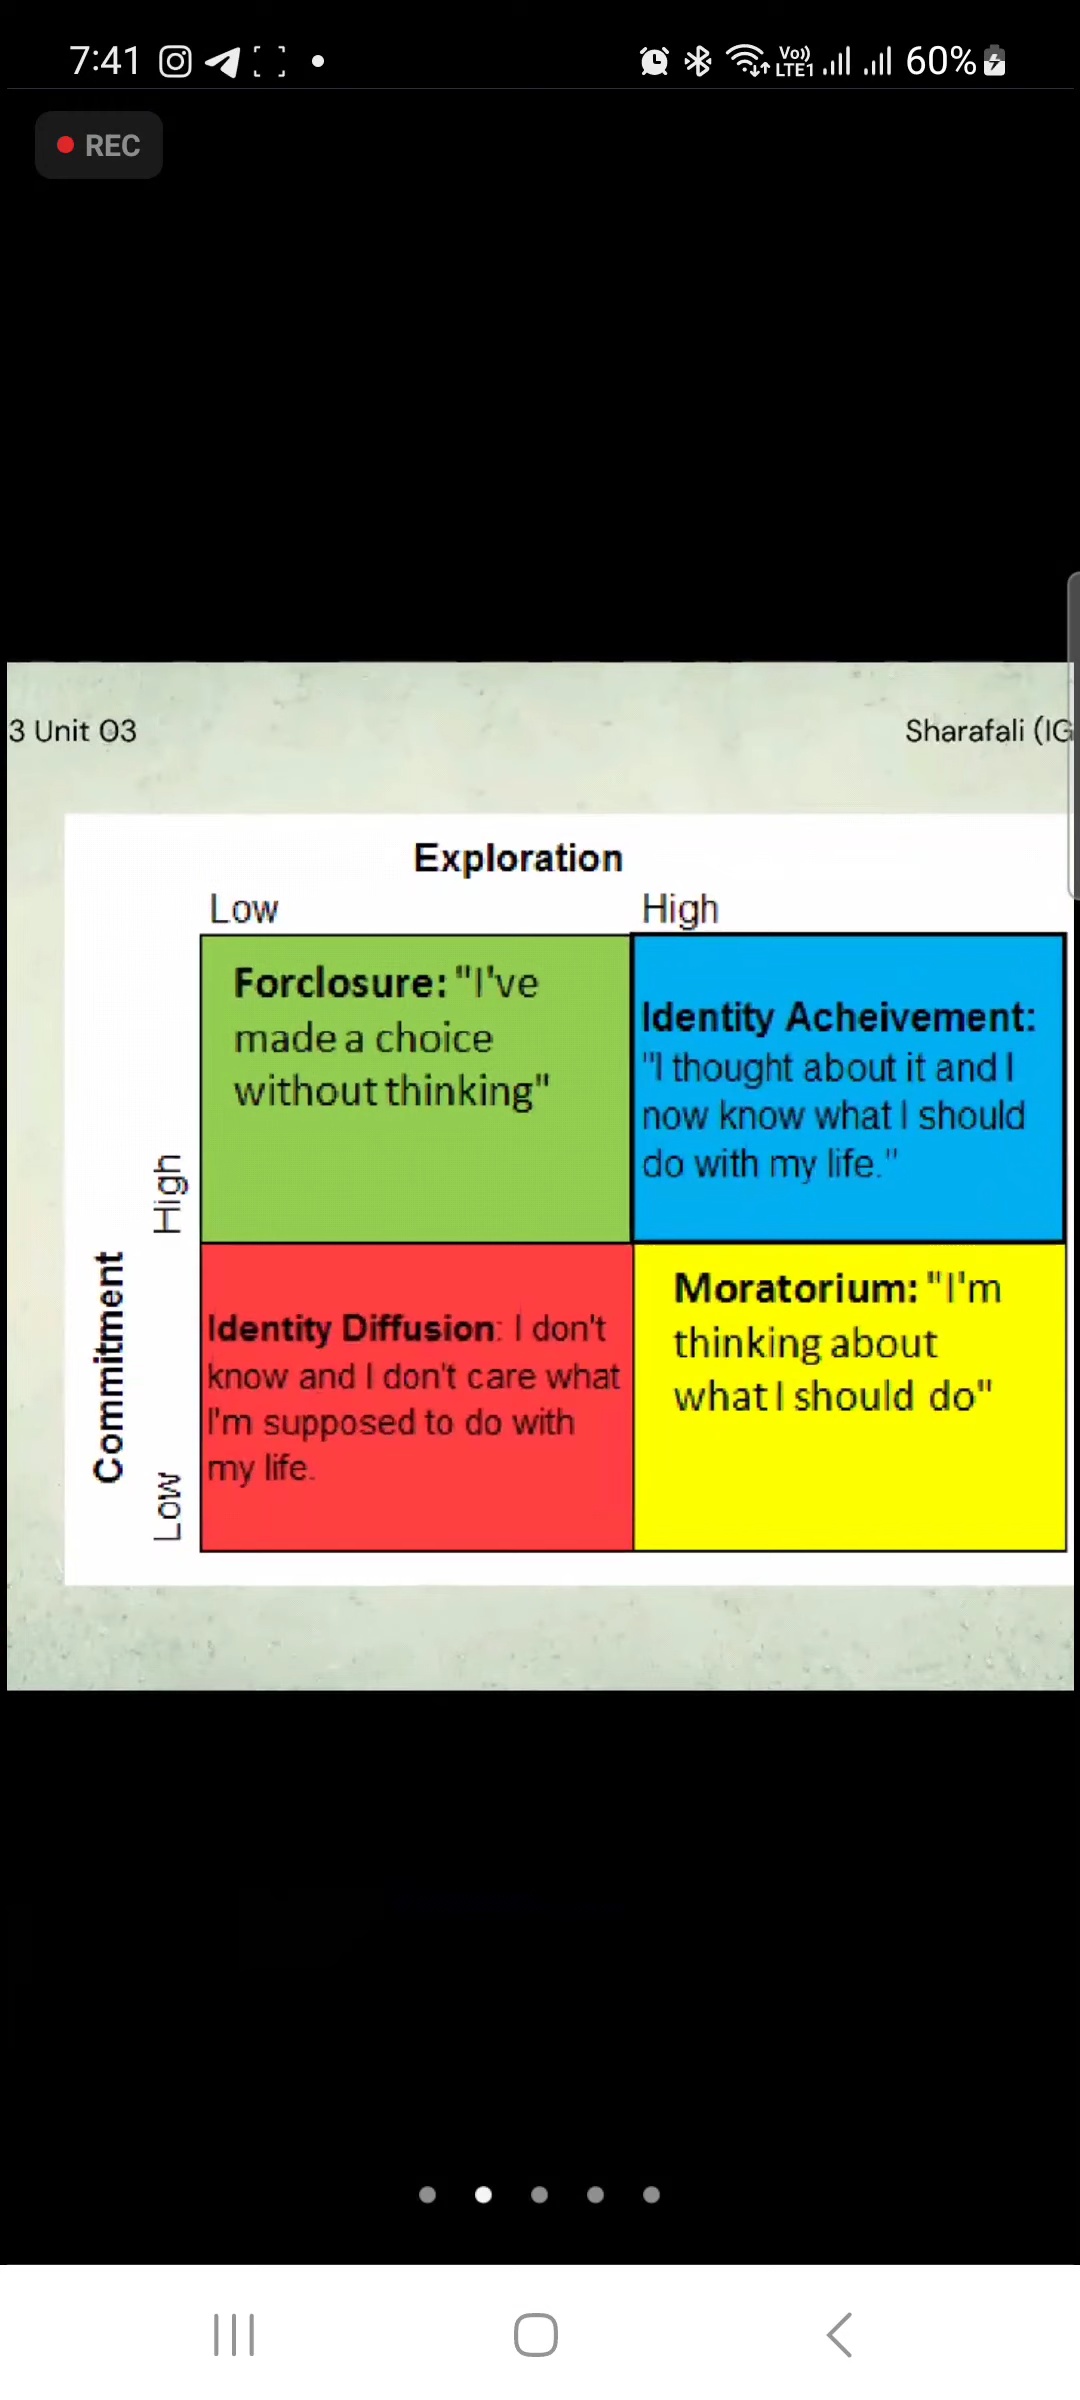 7:41
Vo))
LTE1
60%
REC
3 Unit 03
Sharafali (IG
Exploration
Low
High
Forclosure: "I've
made a choice
without thinking"
Identity Acheivement:
"I thought about it and I
now know what I should
do with my life."
High
Commitment
Low
Identity Diffusion: I don't
know and I don't care what
I'm supposed to do with
my life.
Moratorium: "I'm
thinking about
what I should do"